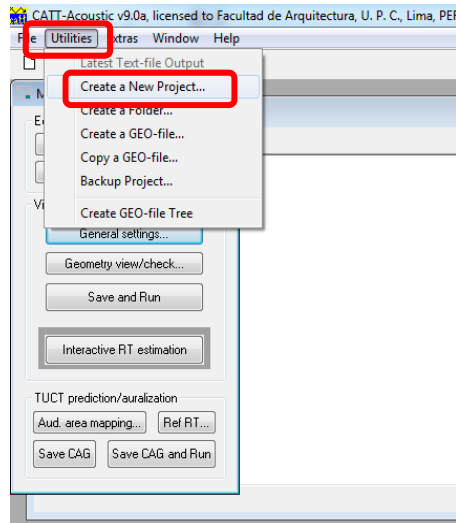 CATT-Acoustic v9.0a, licensed to Facultad de Arquitectura, U. P. C., Lima, PER
File Utilities Extras Window Help
Latest Text-file Output
Create a New Project...
Create a Folder...
Create a GEO-file...
Copy a GEO-file...
Backup Project...
Create GEO-file Tree
General settings...
Geometry view/check...
Save and Run
Interactive RT estimation
TUCT prediction/auralization
Aud. area mapping... Ref RT...
Save CAG Save CAG and Run